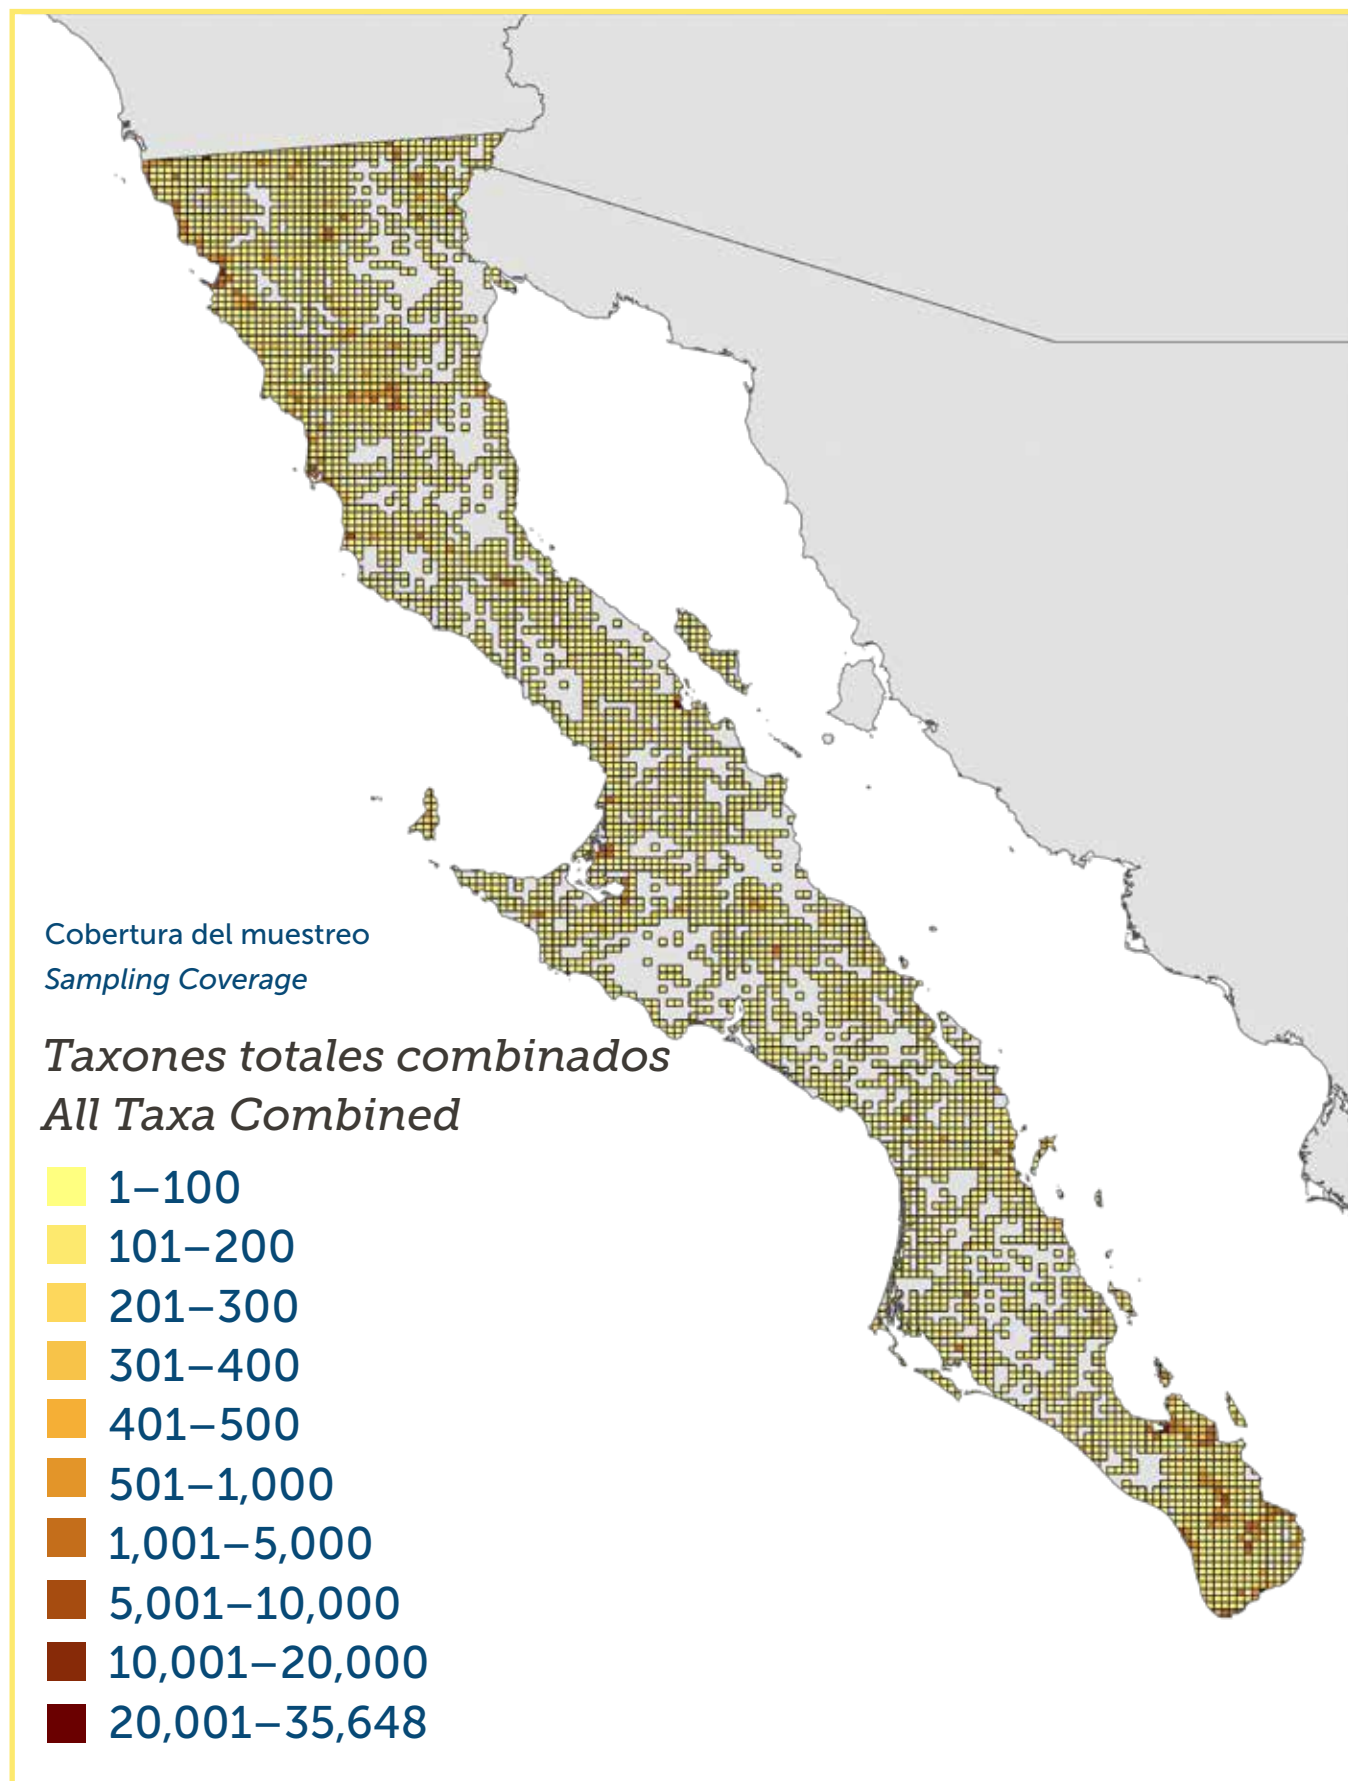 Cobertura del muestreo
Sampling Coverage
Taxones totales combinados
All Taxa Combined
1–100
101–200
201–300
301–400
401–500
501–1,000
1,001–5,000
5,001–10,000
10,001–20,000
20,001–35,648